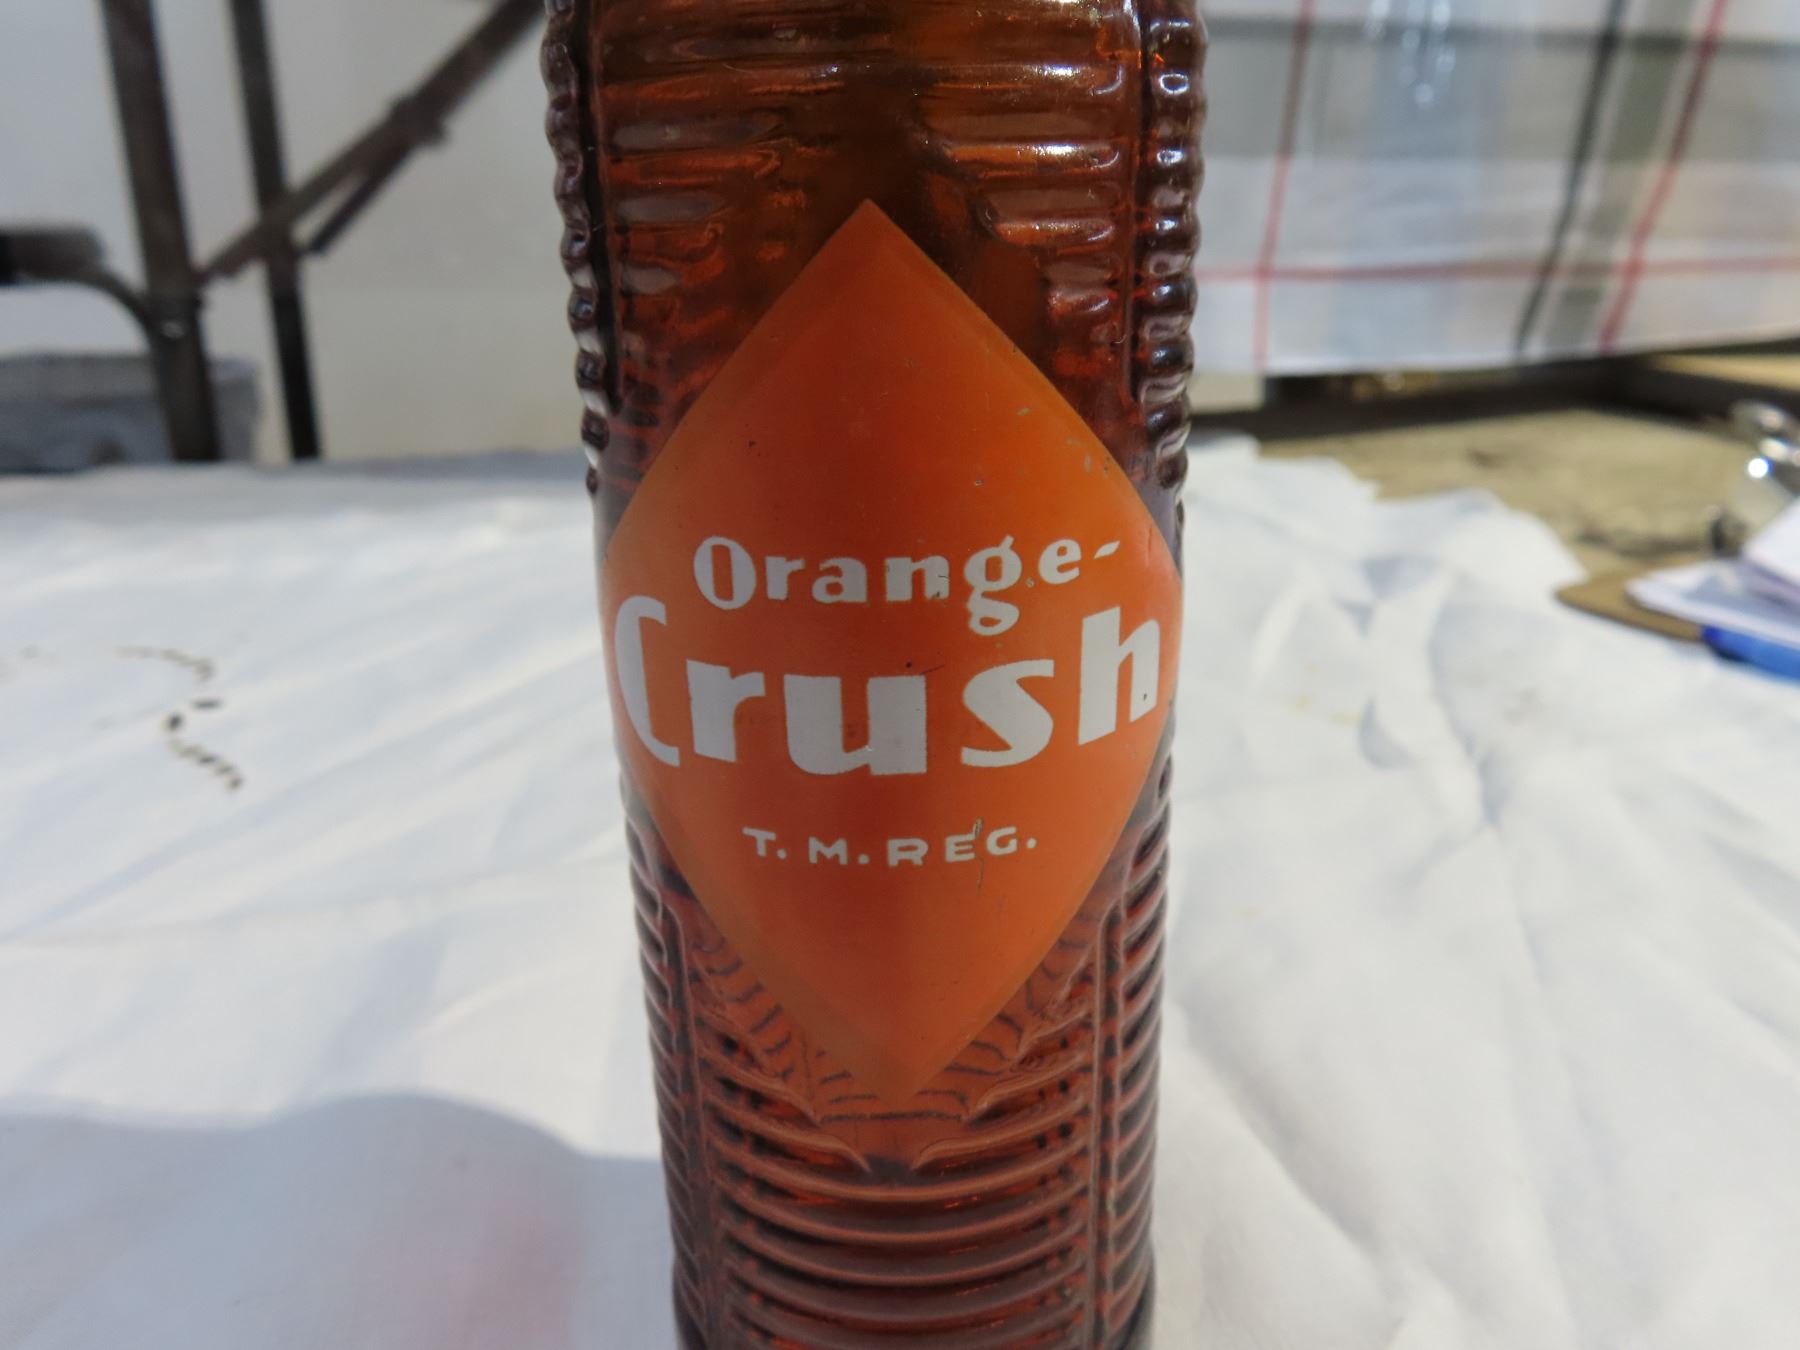 Orange-
Crush
T.M.REG.